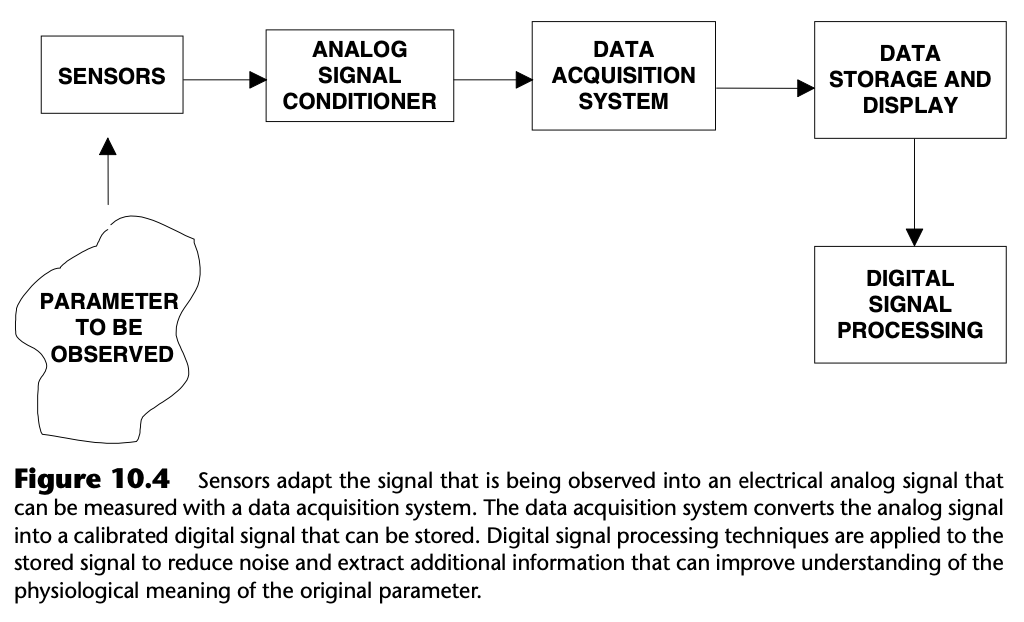 SENSORS
ANALOG
SIGNAL
CONDITIONER
DATA
ACQUISITION
SYSTEM
DATA
STORAGE AND
DISPLAY
PARAMETER
TO BE
OBSERVED
DIGITAL
SIGNAL
PROCESSING
Figure 10.4 Sensors adapt the signal that is being observed into an electrical analog signal that
can be measured with a data acquisition system. The data acquisition system converts the analog signal
into a calibrated digital signal that can be stored. Digital signal processing techniques are applied to the
stored signal to reduce noise and extract additional information that can improve understanding of the
physiological meaning of the original parameter.